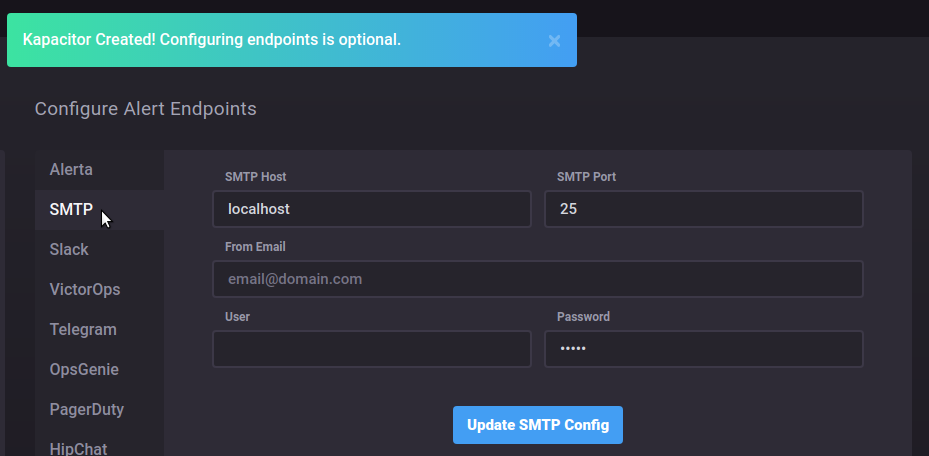 Kapacitor Created! Configuring endpoints is optional. ×
Configure Alert Endpoints
Alerta
SMTP
Slack
VictorOps
Telegram
OpsGenie
PagerDuty
HipChat
SMTP Host
SMTP Port
localhost
25
From Email
email@domain.com
User
Password
•••••
Update SMTP Config